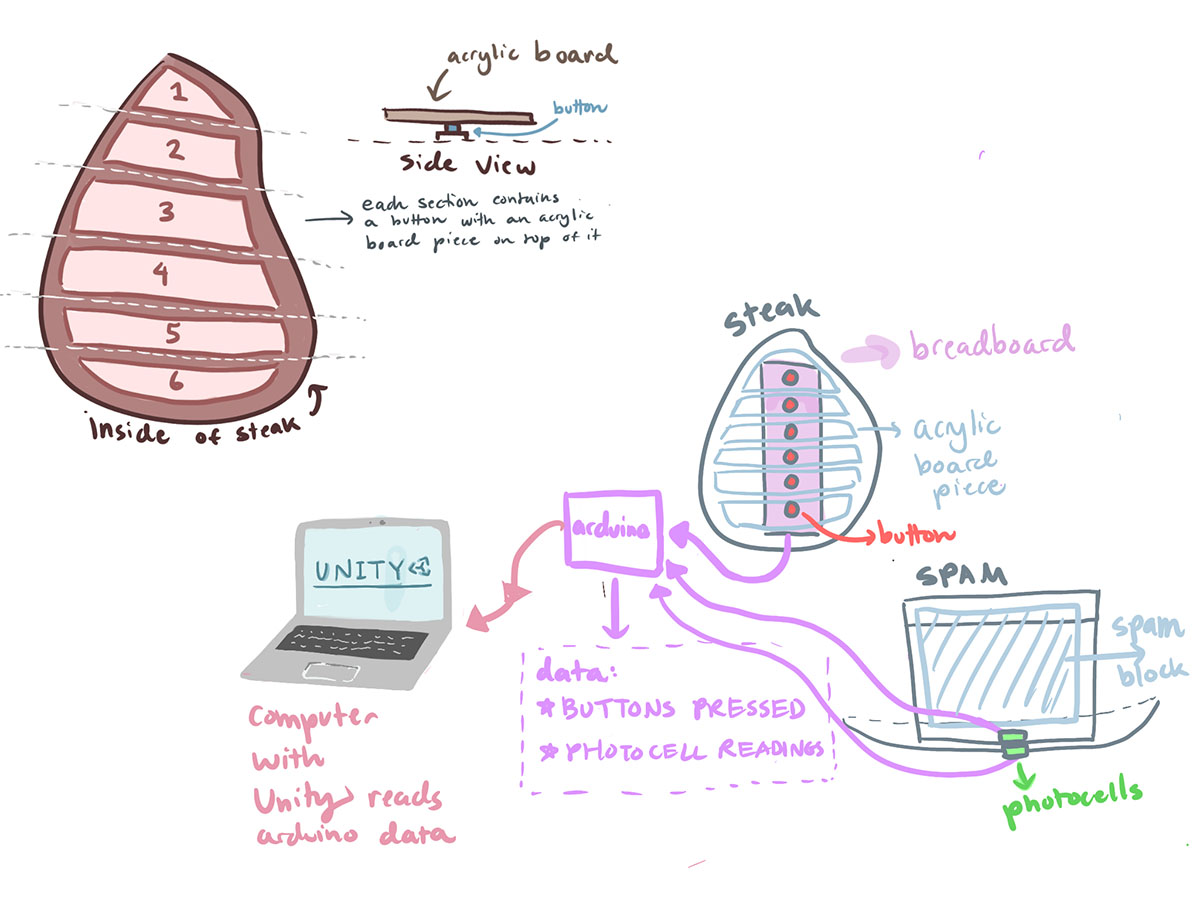 acrylic board
button
side view
each section contains
a button with an acrylic
board piece on top of it
1
2
3
4
5
6
inside of steak
steak
breadboard
acrylic
board
piece
button
arduino
UNITY
SPAM
spam
block
photocells
data:
* BUTTONS PRESSED
* PHOTOCELL READINGS
computer
with
Unity reads
arduino data